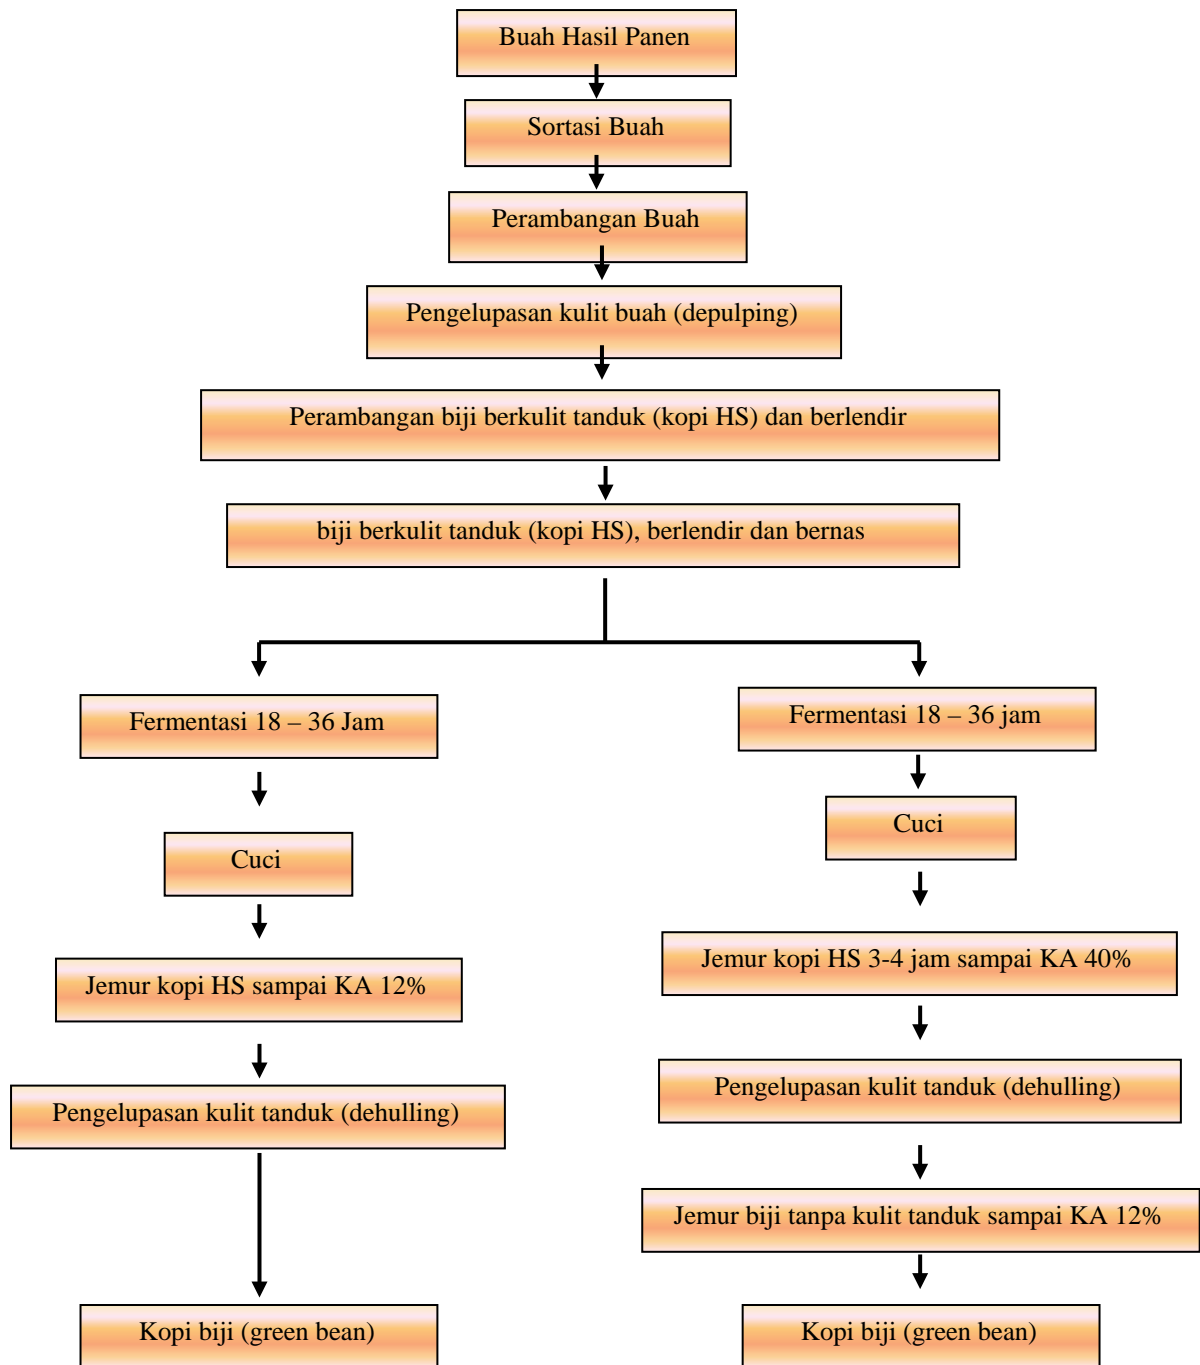 Buah Hasil Panen
Sortasi Buah
Perambangan Buah
Pengelupasan kulit buah (depulping)
Perambangan biji berkulit tanduk (kopi HS) dan berlendir
biji berkulit tanduk (kopi HS), berlendir dan bernas
Fermentasi 18 – 36 Jam
Cuci
Jemur kopi HS sampai KA 12%
Pengelupasan kulit tanduk (dehulling)
Kopi biji (green bean)
Fermentasi 18 – 36 jam
Cuci
Jemur kopi HS 3-4 jam sampai KA 40%
Pengelupasan kulit tanduk (dehulling)
Jemur biji tanpa kulit tanduk sampai KA 12%
Kopi biji (green bean)